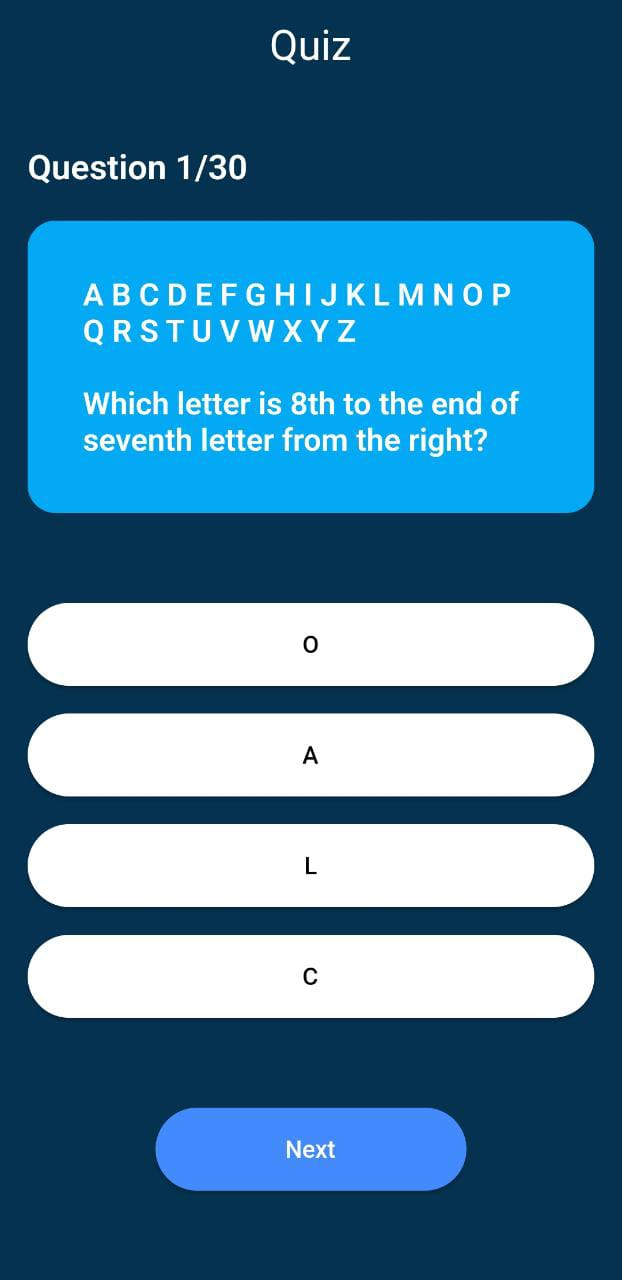 Quiz
Question 1/30
A B C D E F G H I J K L M N O P
Q R S T U V W X Y Z
Which letter is 8th to the end of
seventh letter from the right?
O
A
L
C
Next